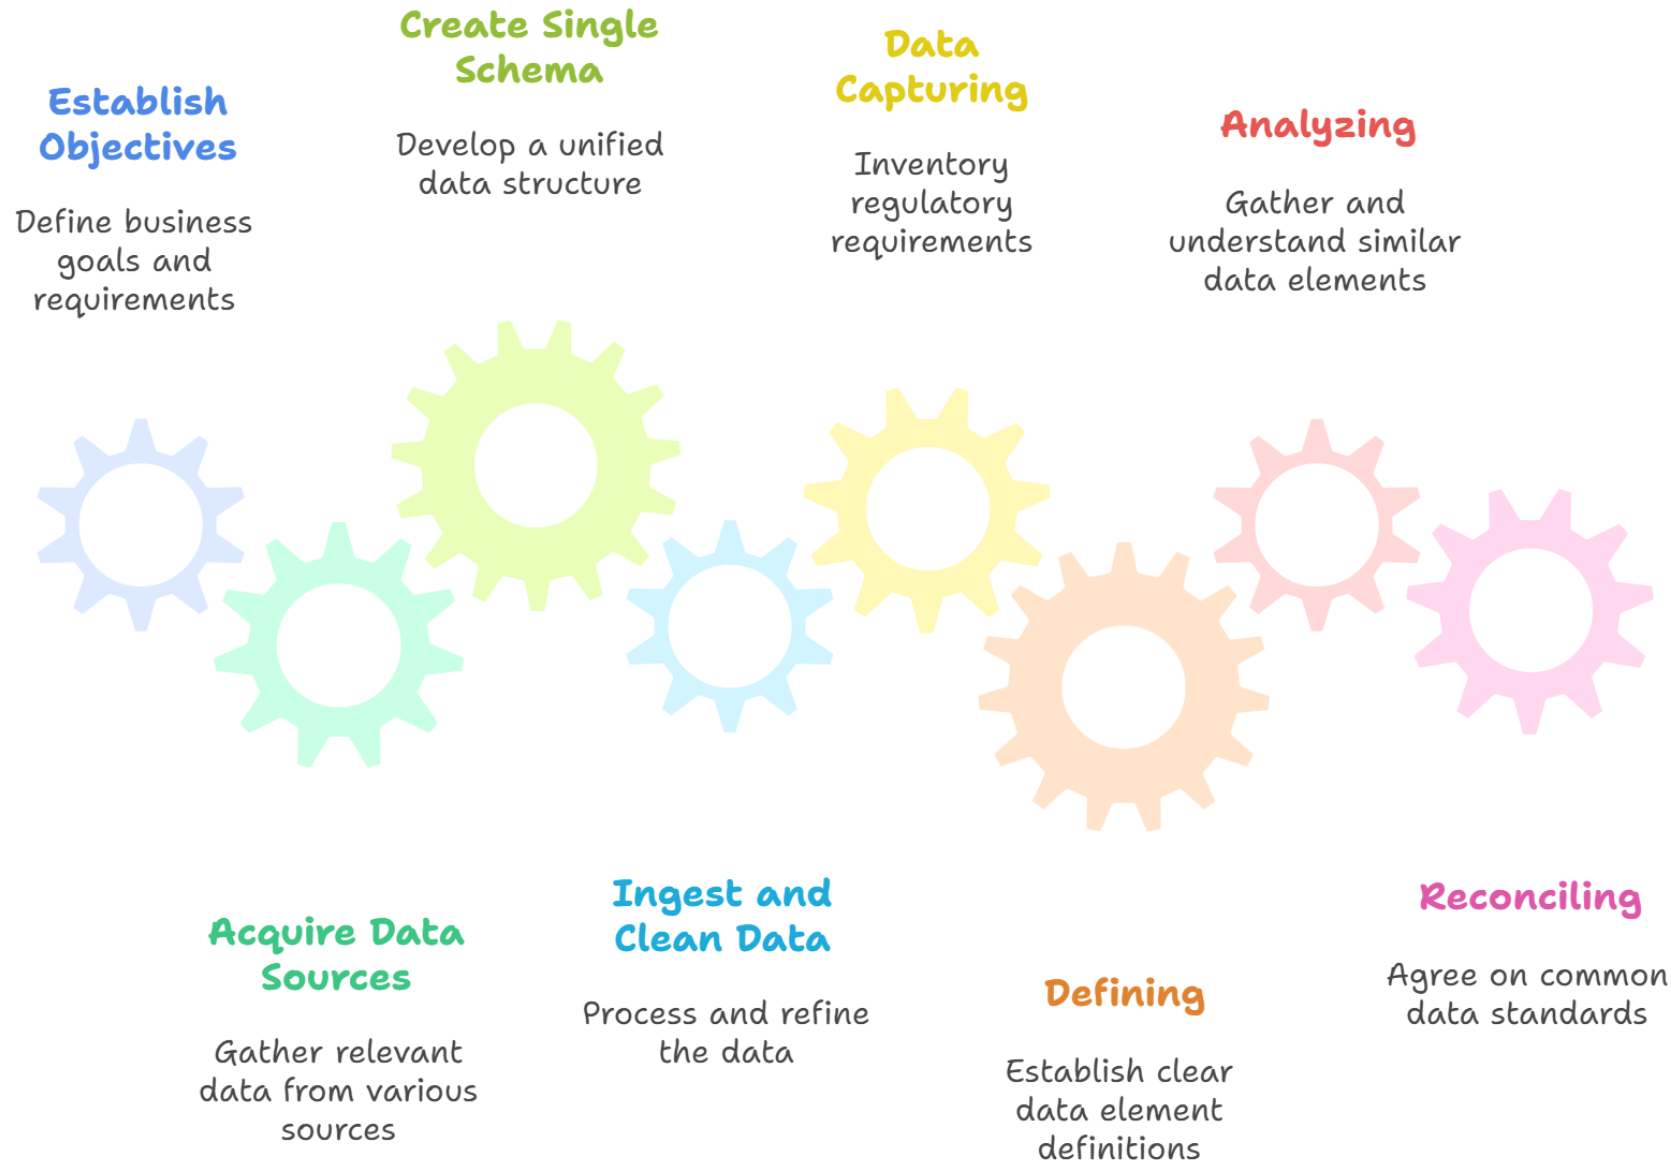 Establish
Objectives
Define business
goals and
requirements
Acquire Data
Sources
Gather relevant
data from various
sources
Create Single
Schema
Develop a unified
data structure
Ingest and
Clean Data
Process and refine
the data
Data
Capturing
Inventory
regulatory
requirements
Defining
Establish clear
data element
definitions
Analyzing
Gather and
understand similar
data elements
Reconciling
Agree on common
data standards